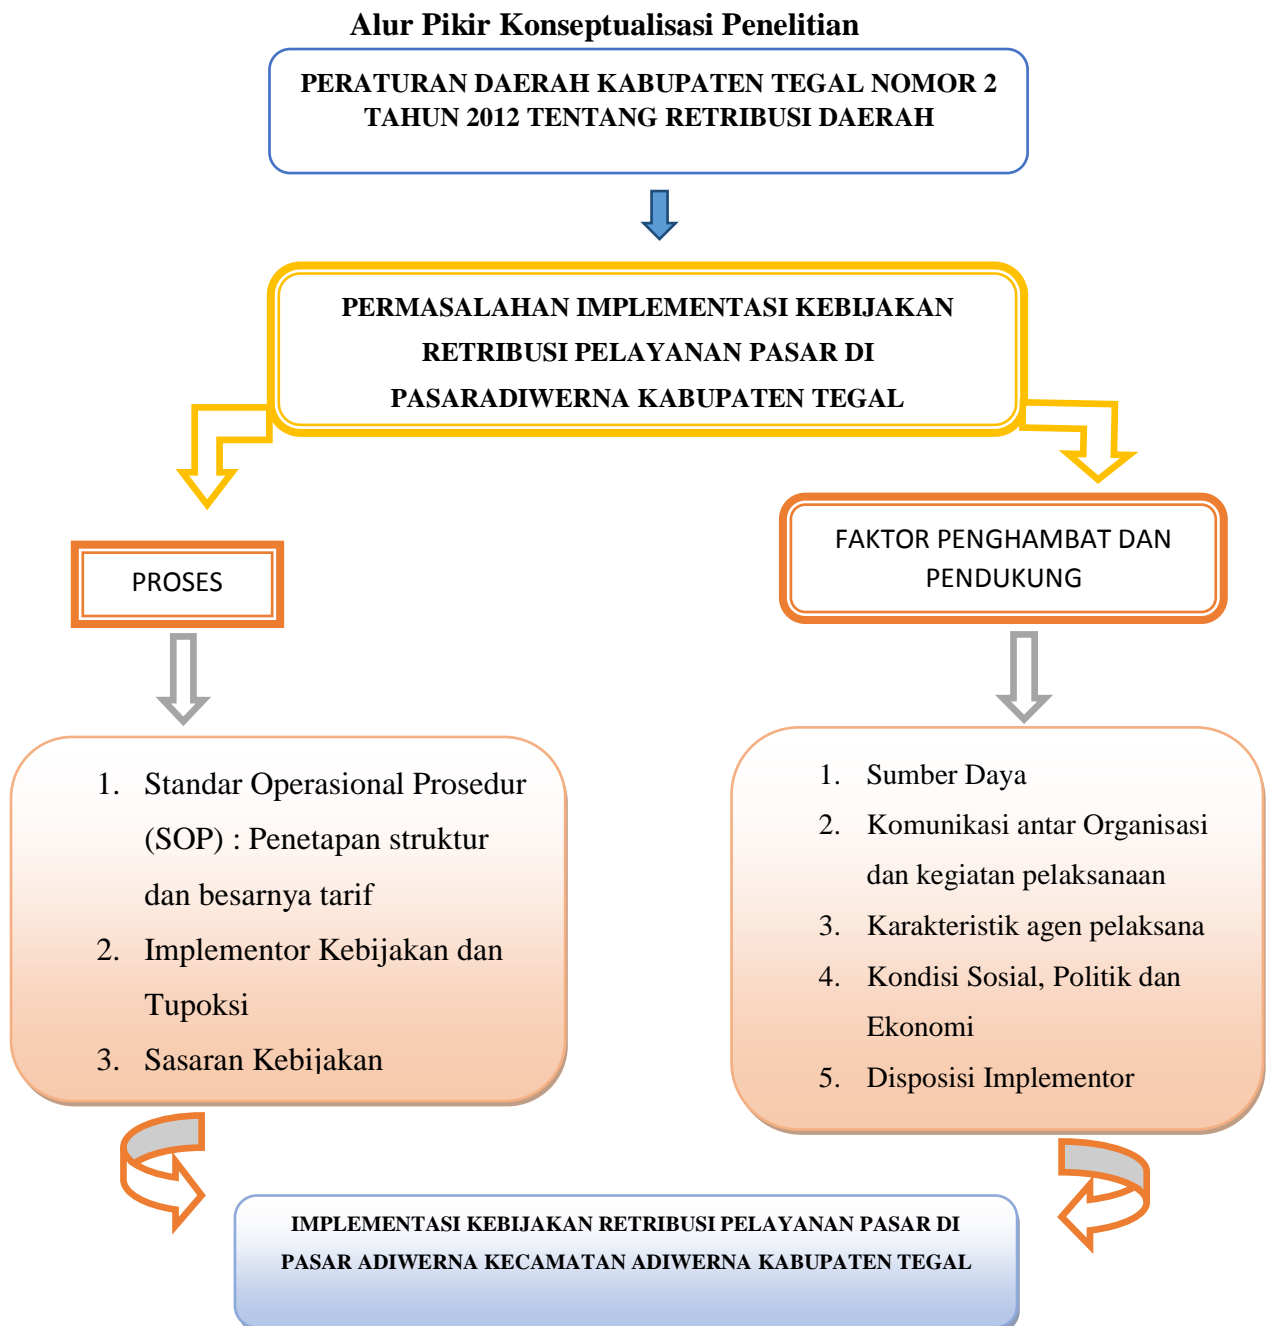 Alur Pikir Konseptualisasi Penelitian
PERATURAN DAERAH KABUPATEN TEGAL NOMOR 2
TAHUN 2012 TENTANG RETRIBUSI DAERAH
PERMASALAHAN IMPLEMENTASI KEBIJAKAN
RETRIBUSI PELAYANAN PASAR DI
PASARADIWERNA KABUPATEN TEGAL
PROSES
FAKTOR PENGHAMBAT DAN
PENDUKUNG
1. Standar Operasional Prosedur
(SOP) : Penetapan struktur
dan besarnya tarif
2. Implementor Kebijakan dan
Tupoksi
3. Sasaran Kebijakan
1. Sumber Daya
2. Komunikasi antar Organisasi
dan kegiatan pelaksanaan
3. Karakteristik agen pelaksana
4. Kondisi Sosial, Politik dan
Ekonomi
5. Disposisi Implementor
IMPLEMENTASI KEBIJAKAN RETRIBUSI PELAYANAN PASAR DI
PASAR ADIWERNA KECAMATAN ADIWERNA KABUPATEN TEGAL